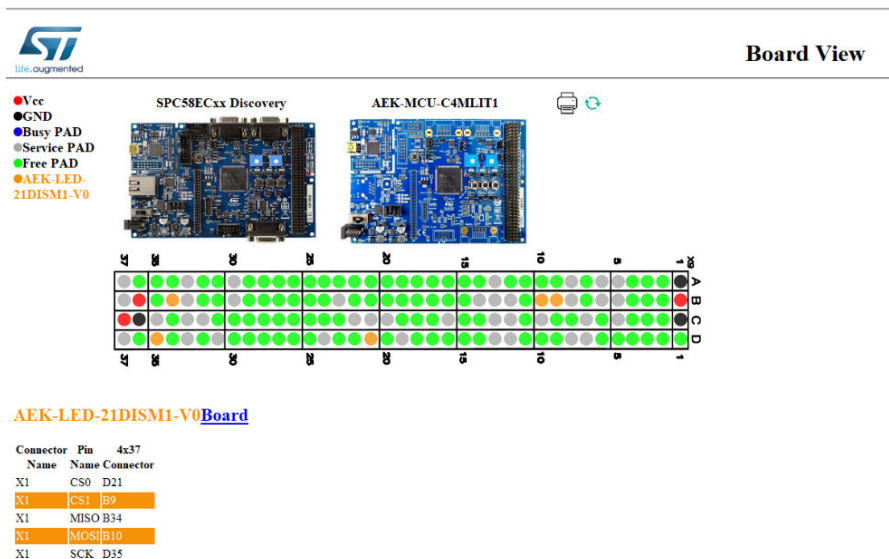 ST
life.augmented
Board View
Vcc
GND
Busy PAD
Service PAD
Free PAD
AEK-LED-
21DISM1-V0
SPC58ECxx Discovery
AEK-MCU-C4MLIT1
37 35 30 25 20 15 10 5 1 X9
A
B
C
D
37 35 30 25 20 15 10 5 1
AEK-LED-21DISM1-V0Board
Connector Pin 4x37
Name Name Connector
X1 CS0 D21
X1 CS1 B9
X1 MISO B34
X1 MOSI B10
X1 SCK D35